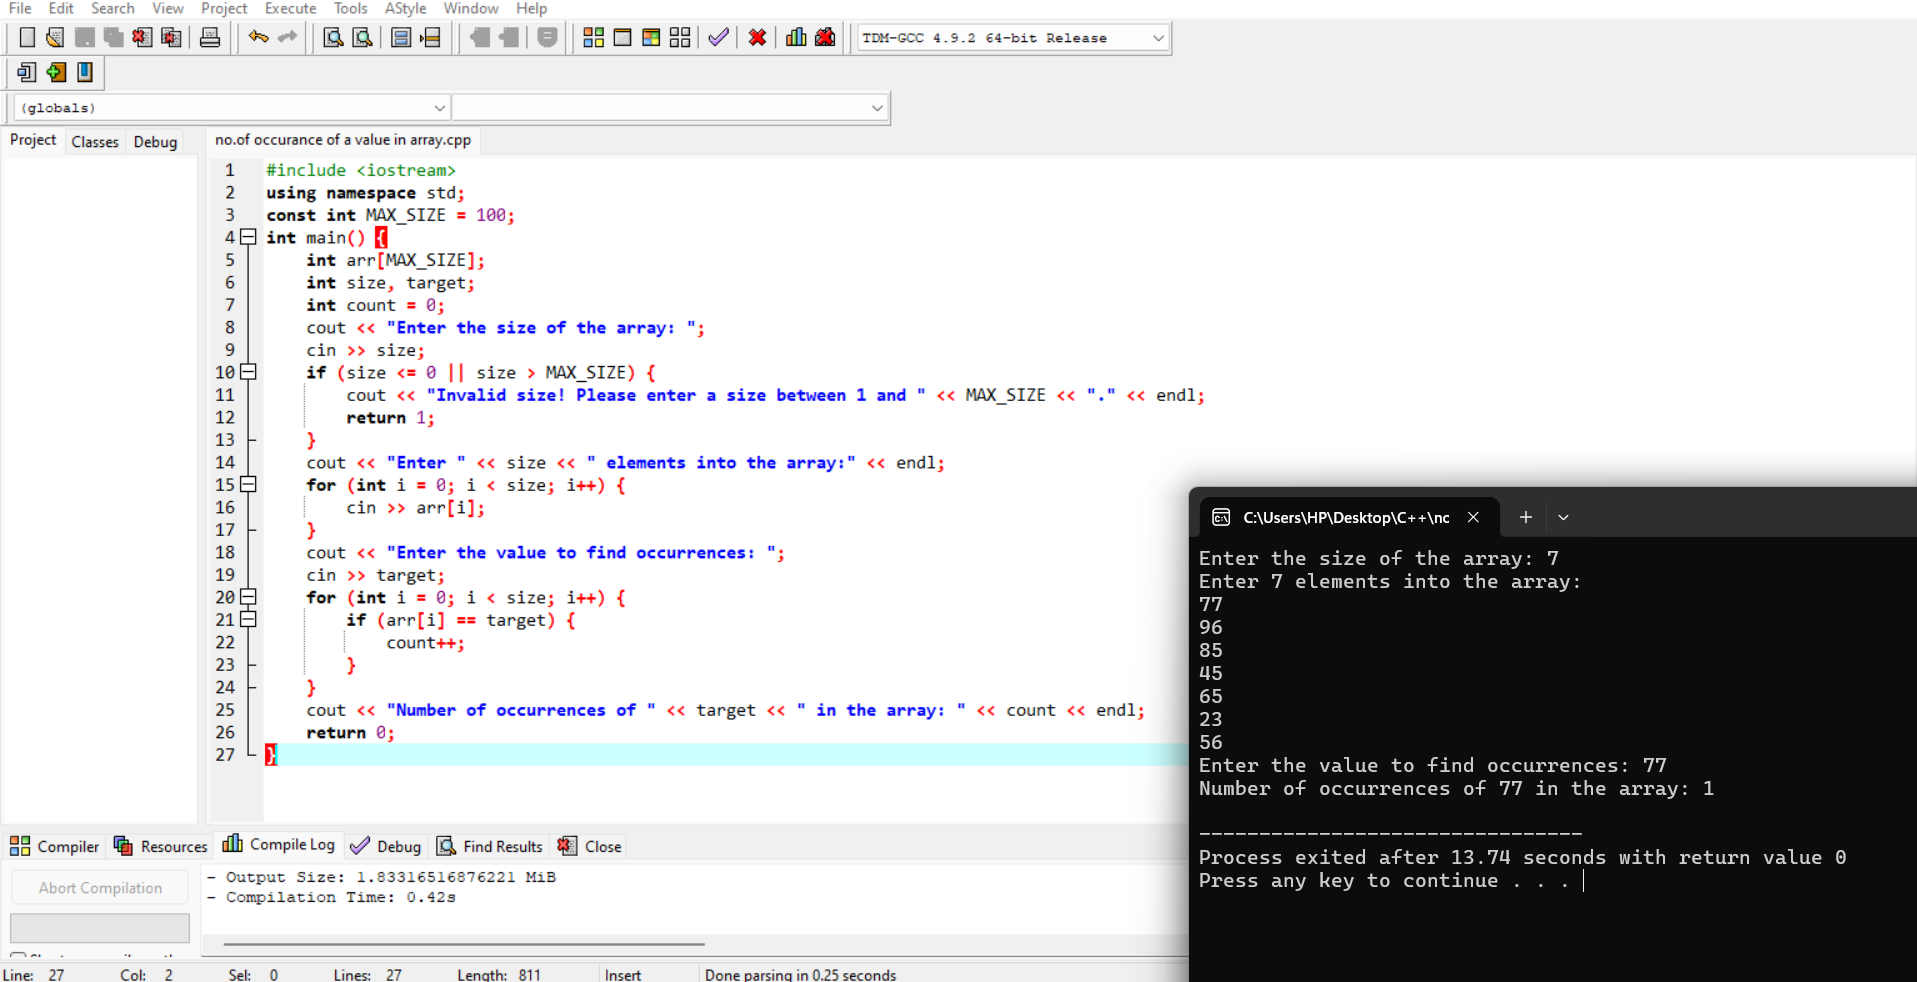 File Edit Search View Project Execute Tools AStyle Window Help
TDM-GCC 4.9.2 64-bit Release
(globals)
Project Classes Debug
no.of occurance of a value in array.cpp
1 #include <iostream>
2 using namespace std;
3 const int MAX_SIZE = 100;
4 int main() {
5 int arr[MAX_SIZE];
6 int size, target;
7 int count = 0;
8 cout << "Enter the size of the array: ";
9 cin >> size;
10 if (size <= 0 || size > MAX_SIZE) {
11 cout << "Invalid size! Please enter a size between 1 and " << MAX_SIZE << "." << endl;
12 return 1;
13 }
14 cout << "Enter " << size << " elements into the array:" << endl;
15 for (int i = 0; i < size; i++) {
16 cin >> arr[i];
17 }
18 cout << "Enter the value to find occurrences: ";
19 cin >> target;
20 for (int i = 0; i < size; i++) {
21 if (arr[i] == target) {
22 count++;
23 }
24 }
25 cout << "Number of occurrences of " << target << " in the array: " << count << endl;
26 return 0;
27 }
C:\Users\HP\Desktop\C++\nc
Enter the size of the array: 7
Enter 7 elements into the array:
77
96
85
45
65
23
56
Enter the value to find occurrences: 77
Number of occurrences of 77 in the array: 1
--------------------------------
Process exited after 13.74 seconds with return value 0
Press any key to continue . . .
Compiler Resources Compile Log Debug Find Results Close
Abort Compilation
- Output Size: 1.83316516876221 MiB
- Compilation Time: 0.42s
Line: 27 Col: 2 Sel: 0 Lines: 27 Length: 811 Insert Done parsing in 0.25 seconds